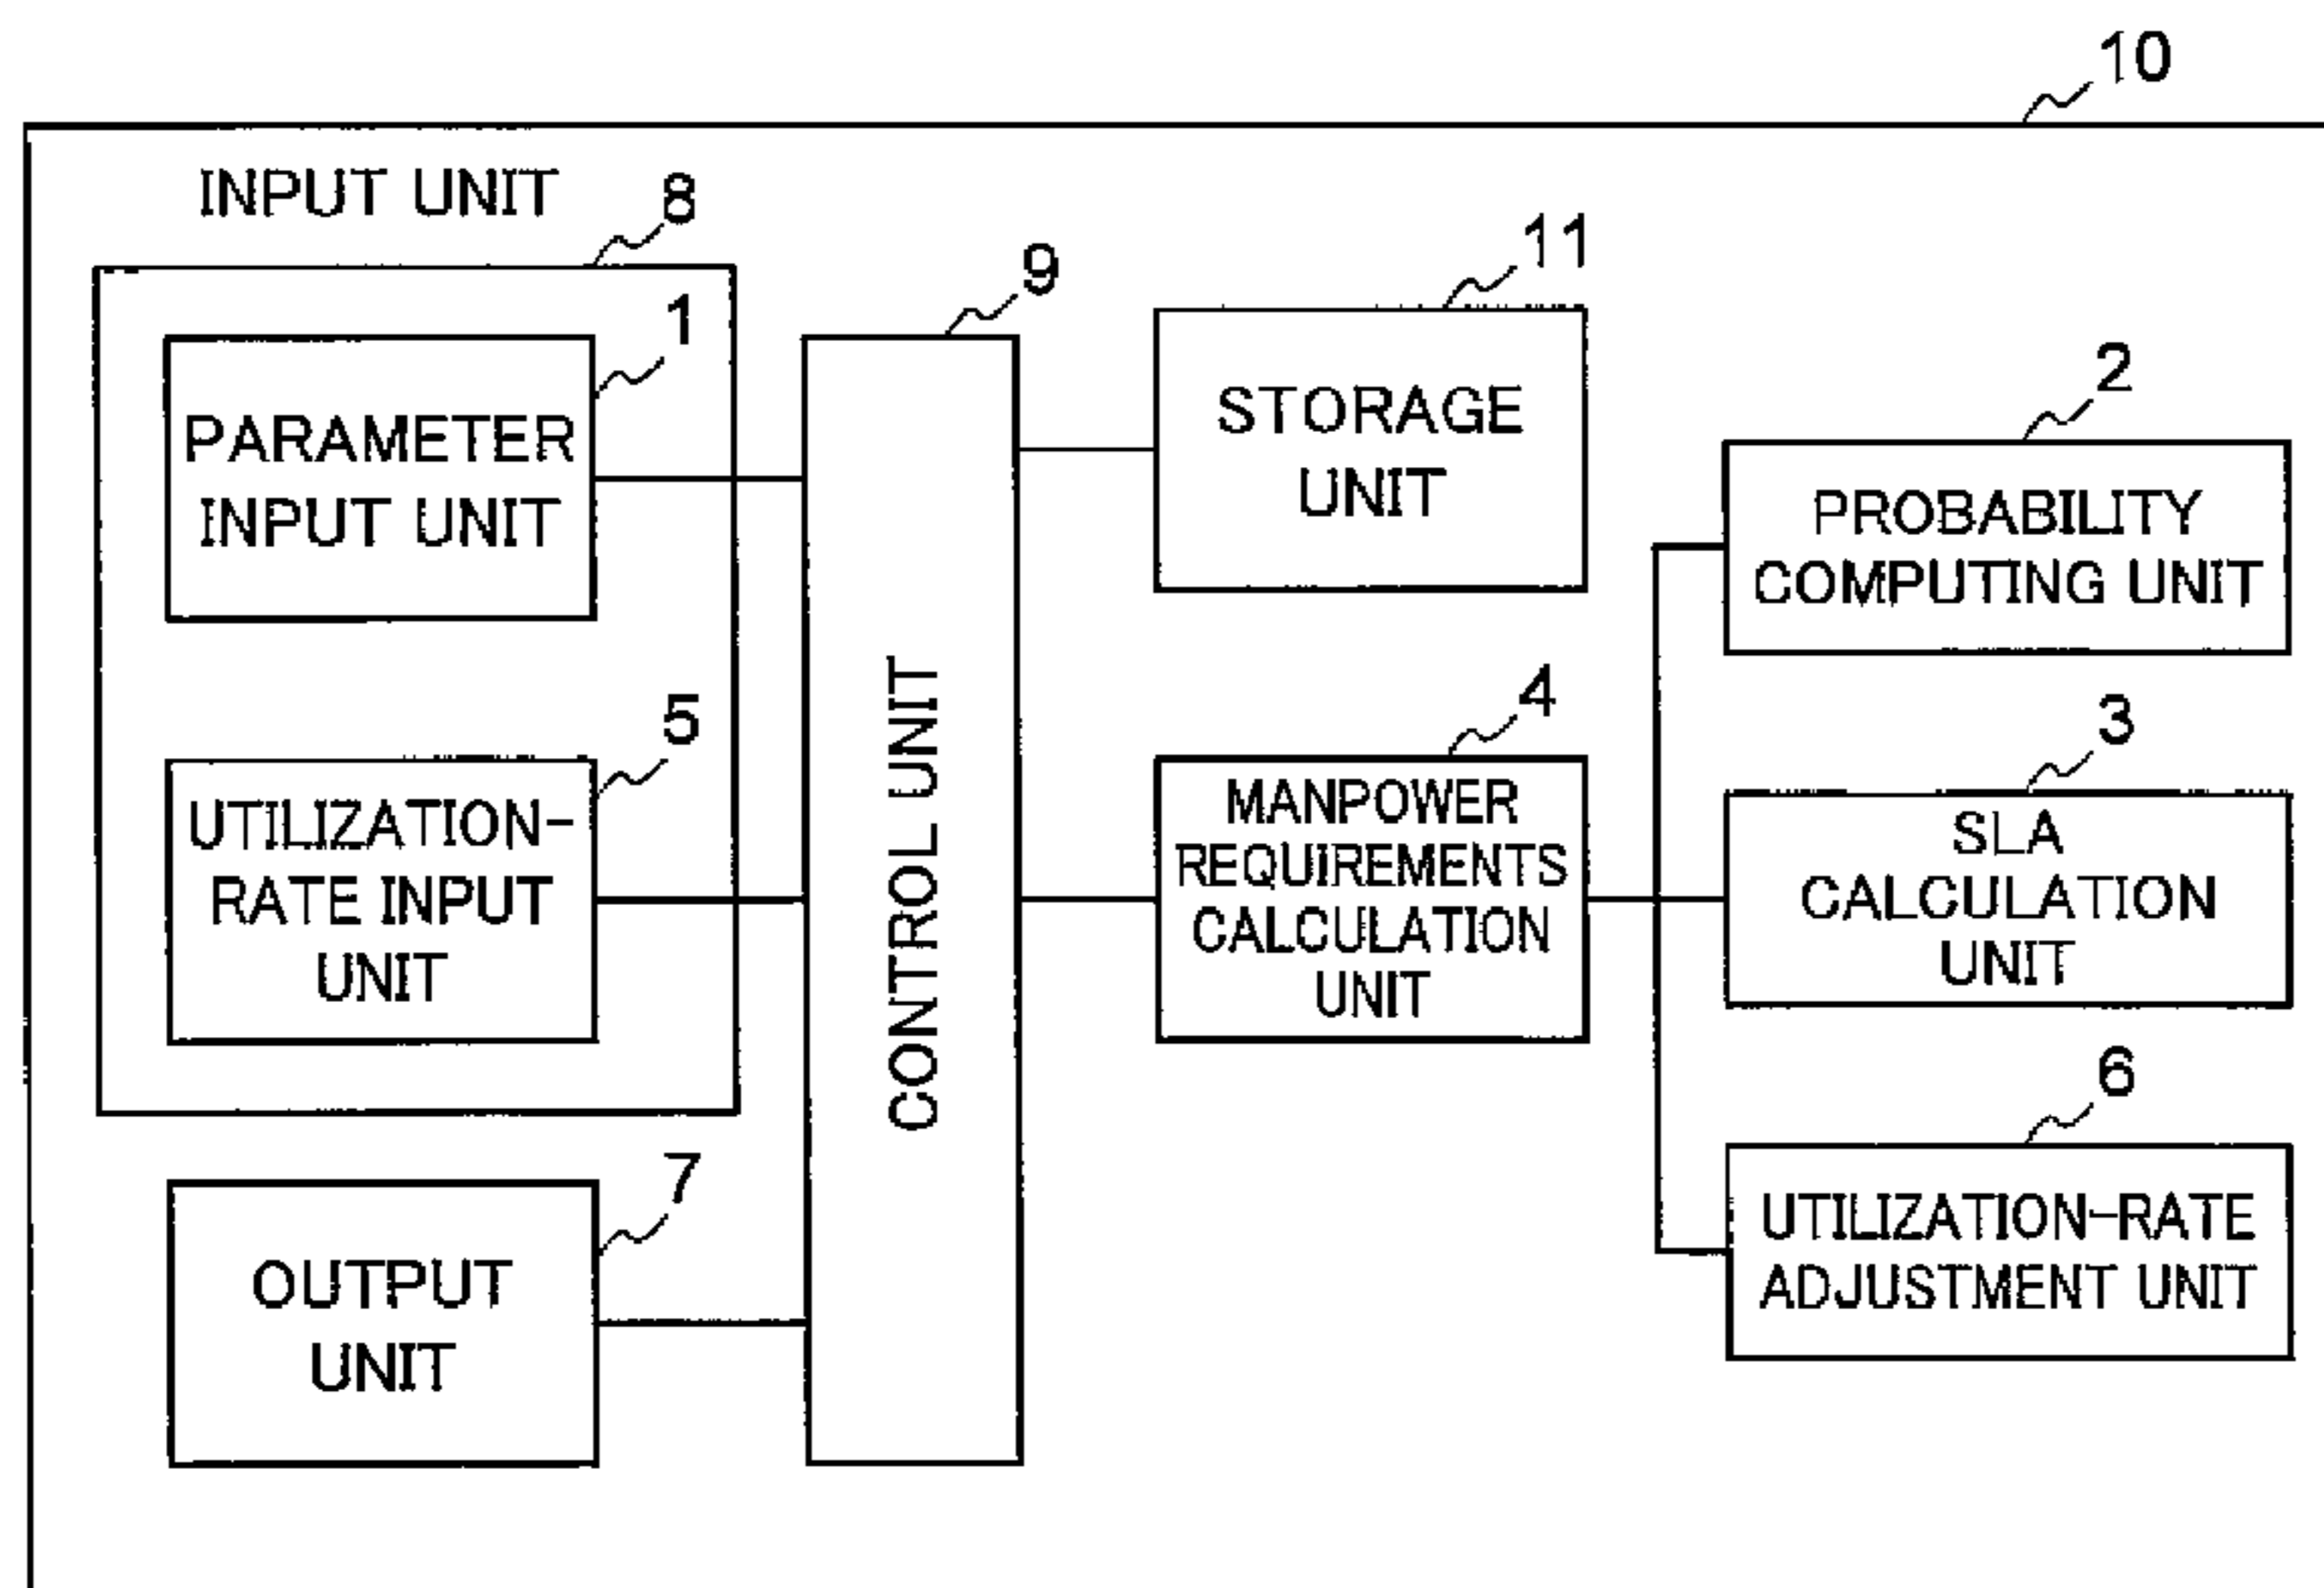 10
INPUT UNIT
8
1
PARAMETER
INPUT UNIT
5
UTILIZATION-
RATE INPUT
UNIT
7
OUTPUT
UNIT
9
CONTROL UNIT
11
STORAGE
UNIT
4
MANPOWER
REQUIREMENTS
CALCULATION
UNIT
2
PROBABILITY
COMPUTING UNIT
3
SLA
CALCULATION
UNIT
6
UTILIZATION-RATE
ADJUSTMENT UNIT